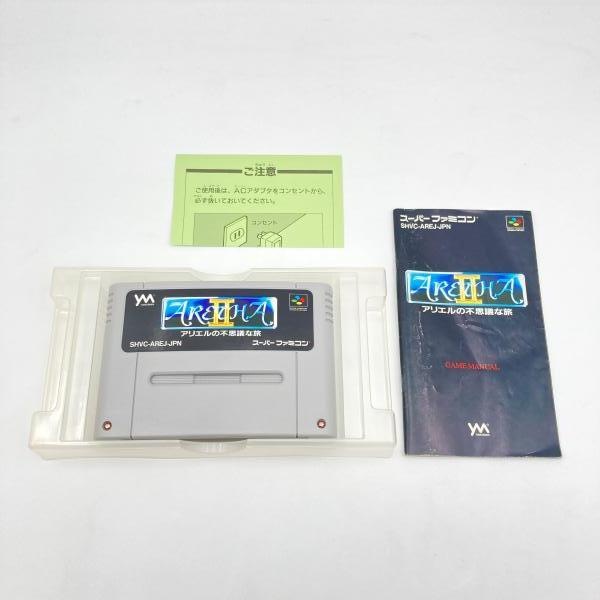 ご注意
ご使用後は、ACアダプタをコンセントから、
必ず抜いておいてください。
コンセント
YM
ARETHA II
アリエルの不思議な旅
SHVC-AREJ-JPN
スーパーファミコン
スーパーファミコン
SHVC-AREJ-JPN
ARETHA II
アリエルの不思議な旅
GAME MANUAL
YM